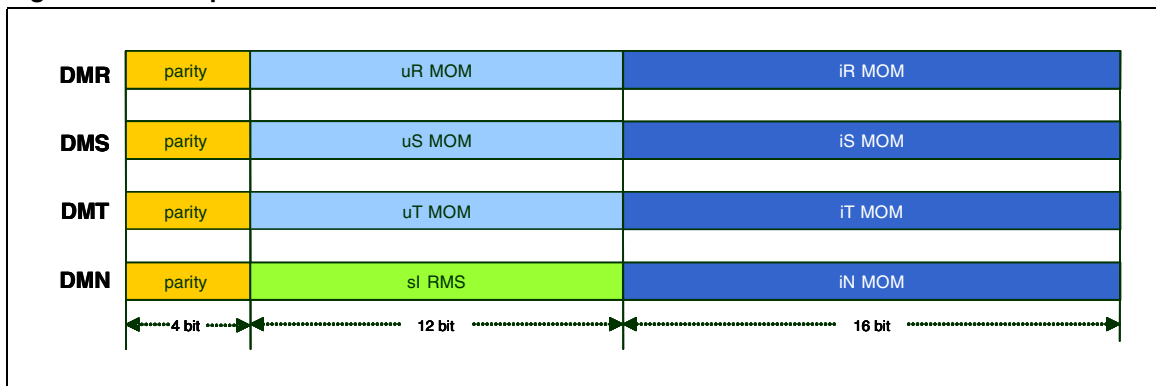 DMR parity uR MOM iR MOM
DMS parity uS MOM iS MOM
DMT parity uT MOM iT MOM
DMN parity sI RMS iN MOM
4 bit 12 bit 16 bit